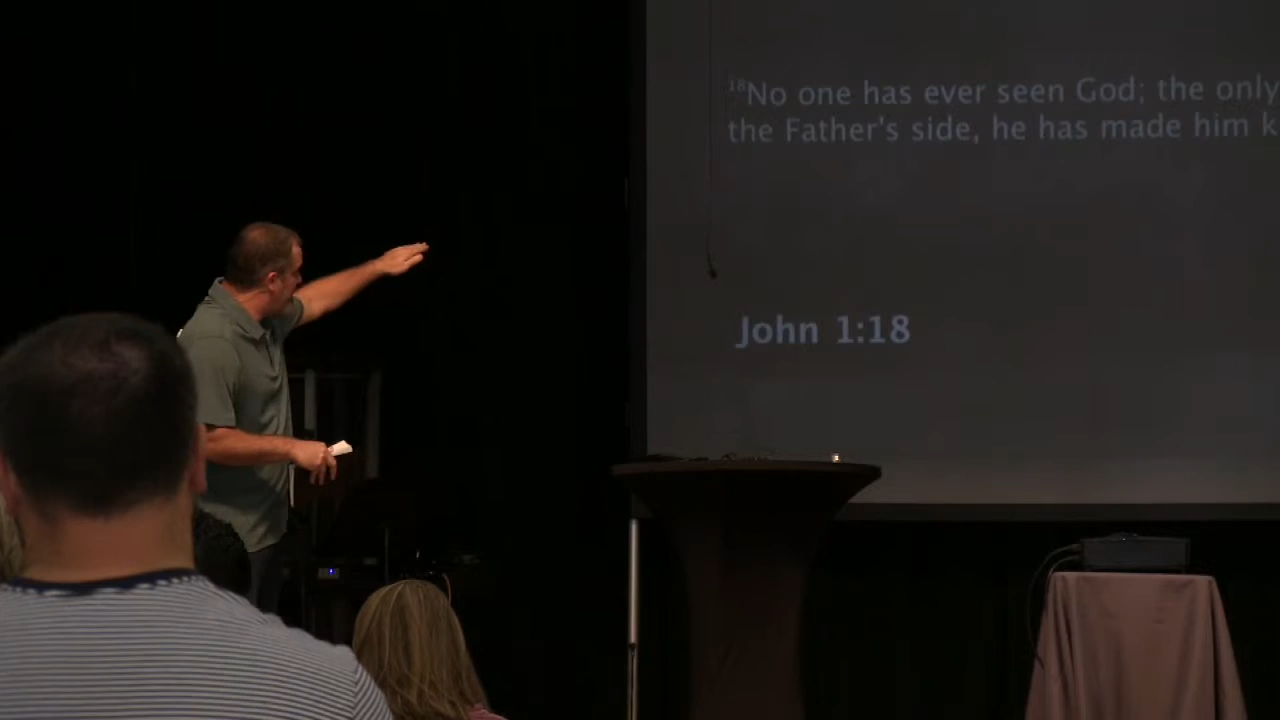 18No one has ever seen God; the only
the Father's side, he has made him k
John 1:18